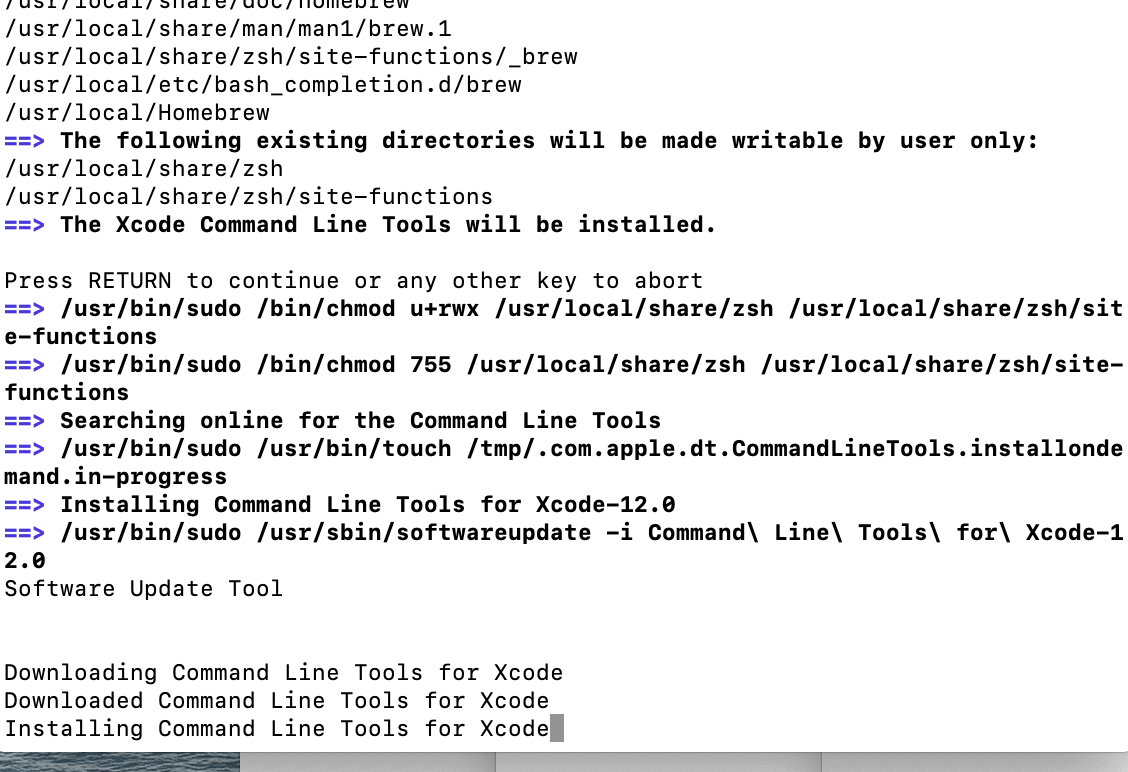 /usr/local/share/doc/homebrew
/usr/local/share/man/man1/brew.1
/usr/local/share/zsh/site-functions/_brew
/usr/local/etc/bash_completion.d/brew
/usr/local/Homebrew
==> The following existing directories will be made writable by user only:
/usr/local/share/zsh
/usr/local/share/zsh/site-functions
==> The Xcode Command Line Tools will be installed.
Press RETURN to continue or any other key to abort
==> /usr/bin/sudo /bin/chmod u+rwx /usr/local/share/zsh /usr/local/share/zsh/sit
e-functions
==> /usr/bin/sudo /bin/chmod 755 /usr/local/share/zsh /usr/local/share/zsh/site-
functions
==> Searching online for the Command Line Tools
==> /usr/bin/sudo /usr/bin/touch /tmp/.com.apple.dt.CommandLineTools.installonde
mand.in-progress
==> Installing Command Line Tools for Xcode-12.0
==> /usr/bin/sudo /usr/sbin/softwareupdate -i Command\ Line\ Tools\ for\ Xcode-1
2.0
Software Update Tool
Downloading Command Line Tools for Xcode
Downloaded Command Line Tools for Xcode
Installing Command Line Tools for Xcode